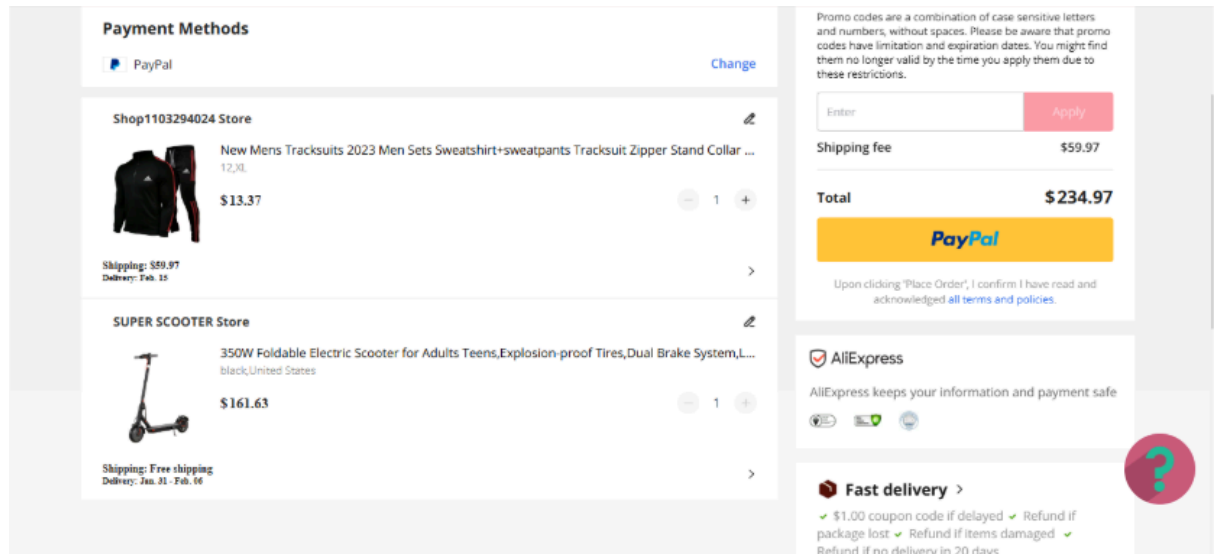 Payment Methods
PayPal
Change
Shop1103294024 Store
New Mens Tracksuits 2023 Men Sets Sweatshirt+sweatpants Tracksuit Zipper Stand Collar ...
12,XL
$13.37
− 1 +
Shipping: $59.97
Delivery: Feb. 15
SUPER SCOOTER Store
350W Foldable Electric Scooter for Adults Teens,Explosion-proof Tires,Dual Brake System,L...
black,United States
$161.63
− 1 +
Shipping: Free shipping
Delivery: Jan. 31 - Feb. 06
Promo codes are a combination of case sensitive letters
and numbers, without spaces. Please be aware that promo
codes have limitation and expiration dates. You might find
them no longer valid by the time you apply them due to
these restrictions.
Enter
Apply
Shipping fee $59.97
Total $234.97
PayPal
Upon clicking 'Place Order', I confirm I have read and
acknowledged all terms and policies.
AliExpress
AliExpress keeps your information and payment safe
Fast delivery >
$1.00 coupon code if delayed ✓ Refund if
package lost ✓ Refund if items damaged ✓
Refund if no delivery in 20 days
?